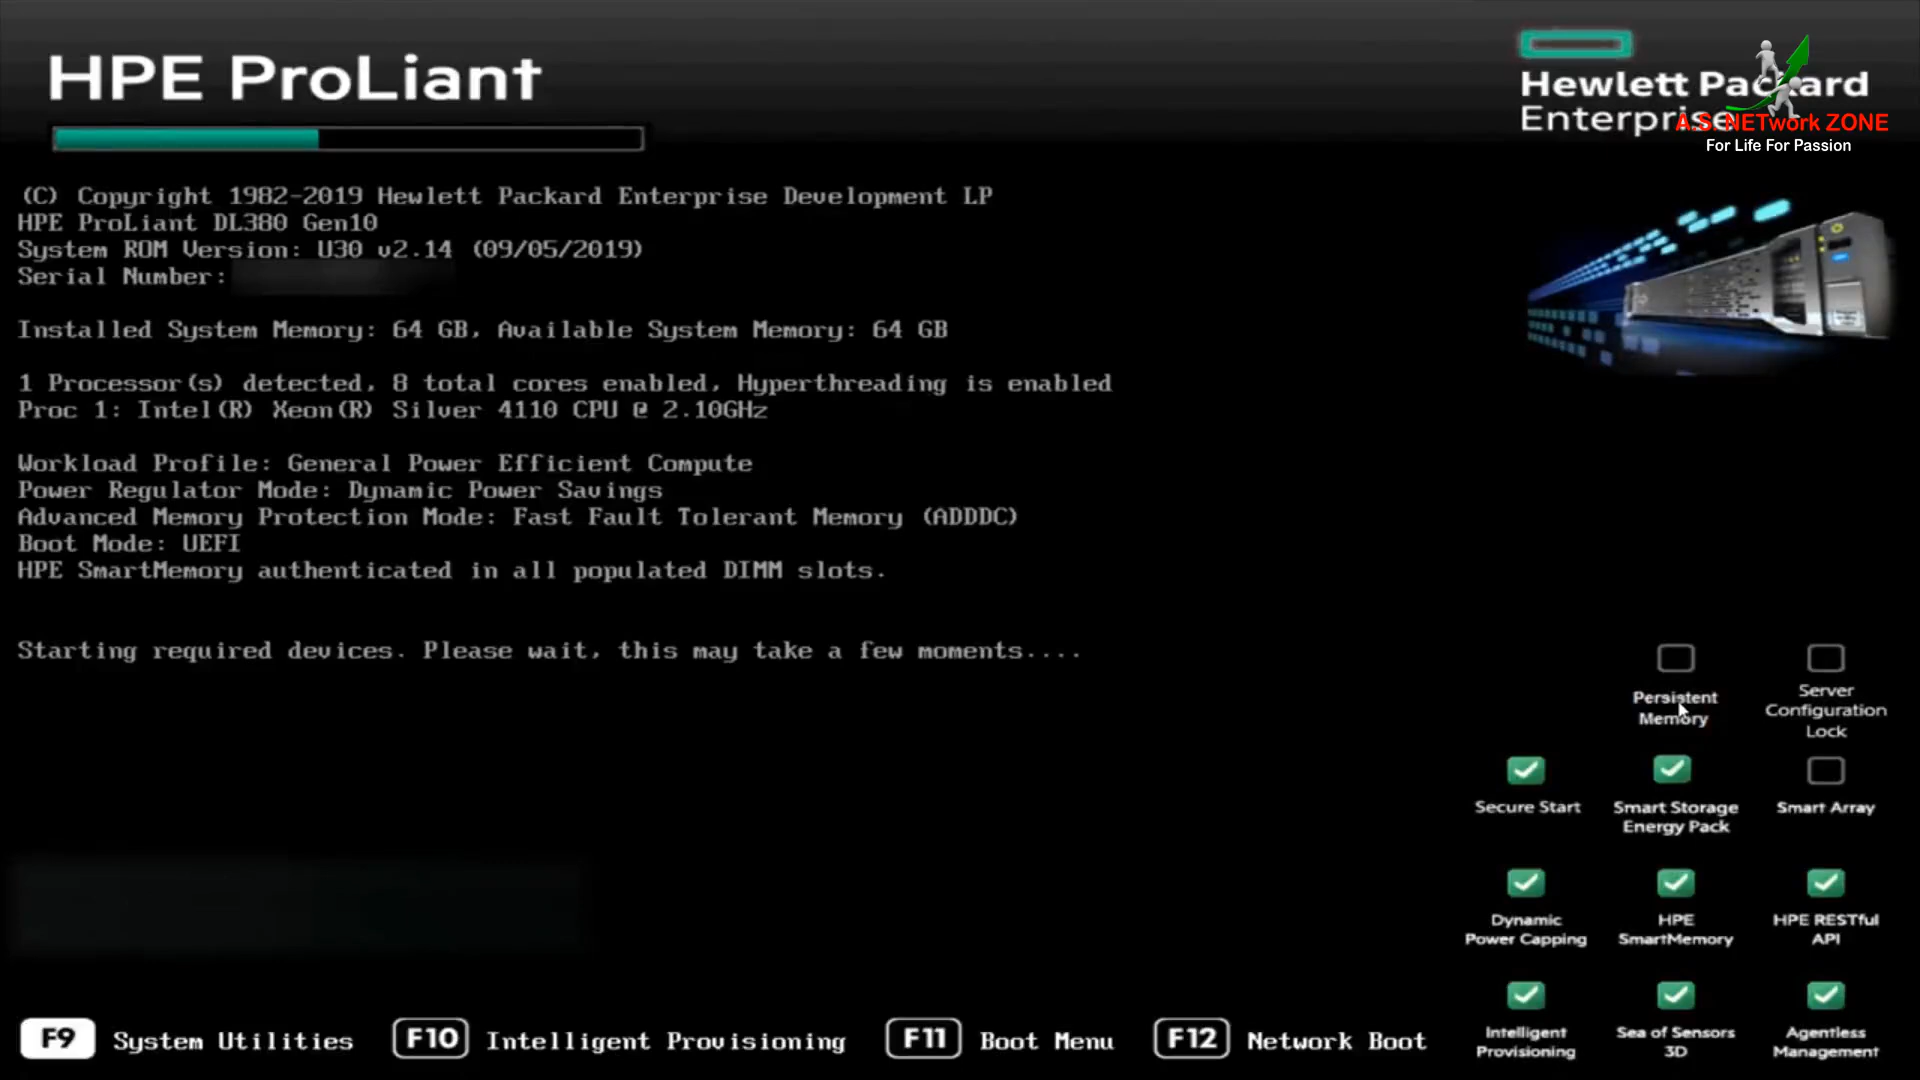 HPE ProLiant
Hewlett Packard
Enterprise
A.S. NETwork ZONE
For Life For Passion
(C) Copyright 1982-2019 Hewlett Packard Enterprise Development LP
HPE ProLiant DL380 Gen10
System ROM Version: U30 v2.14 (09/05/2019)
Serial Number:
Installed System Memory: 64 GB, Available System Memory: 64 GB
1 Processor(s) detected, 8 total cores enabled, Hyperthreading is enabled
Proc 1: Intel(R) Xeon(R) Silver 4110 CPU @ 2.10GHz
Workload Profile: General Power Efficient Compute
Power Regulator Mode: Dynamic Power Savings
Advanced Memory Protection Mode: Fast Fault Tolerant Memory (ADDDC)
Boot Mode: UEFI
HPE SmartMemory authenticated in all populated DIMM slots.
Starting required devices. Please wait, this may take a few moments....
Persistent
Memory
Server
Configuration
Lock
Secure Start
Smart Storage
Energy Pack
Smart Array
Dynamic
Power Capping
HPE
SmartMemory
HPE RESTful
API
Intelligent
Provisioning
Sea of Sensors
3D
Agentless
Management
F9 System Utilities
F10 Intelligent Provisioning
F11 Boot Menu
F12 Network Boot